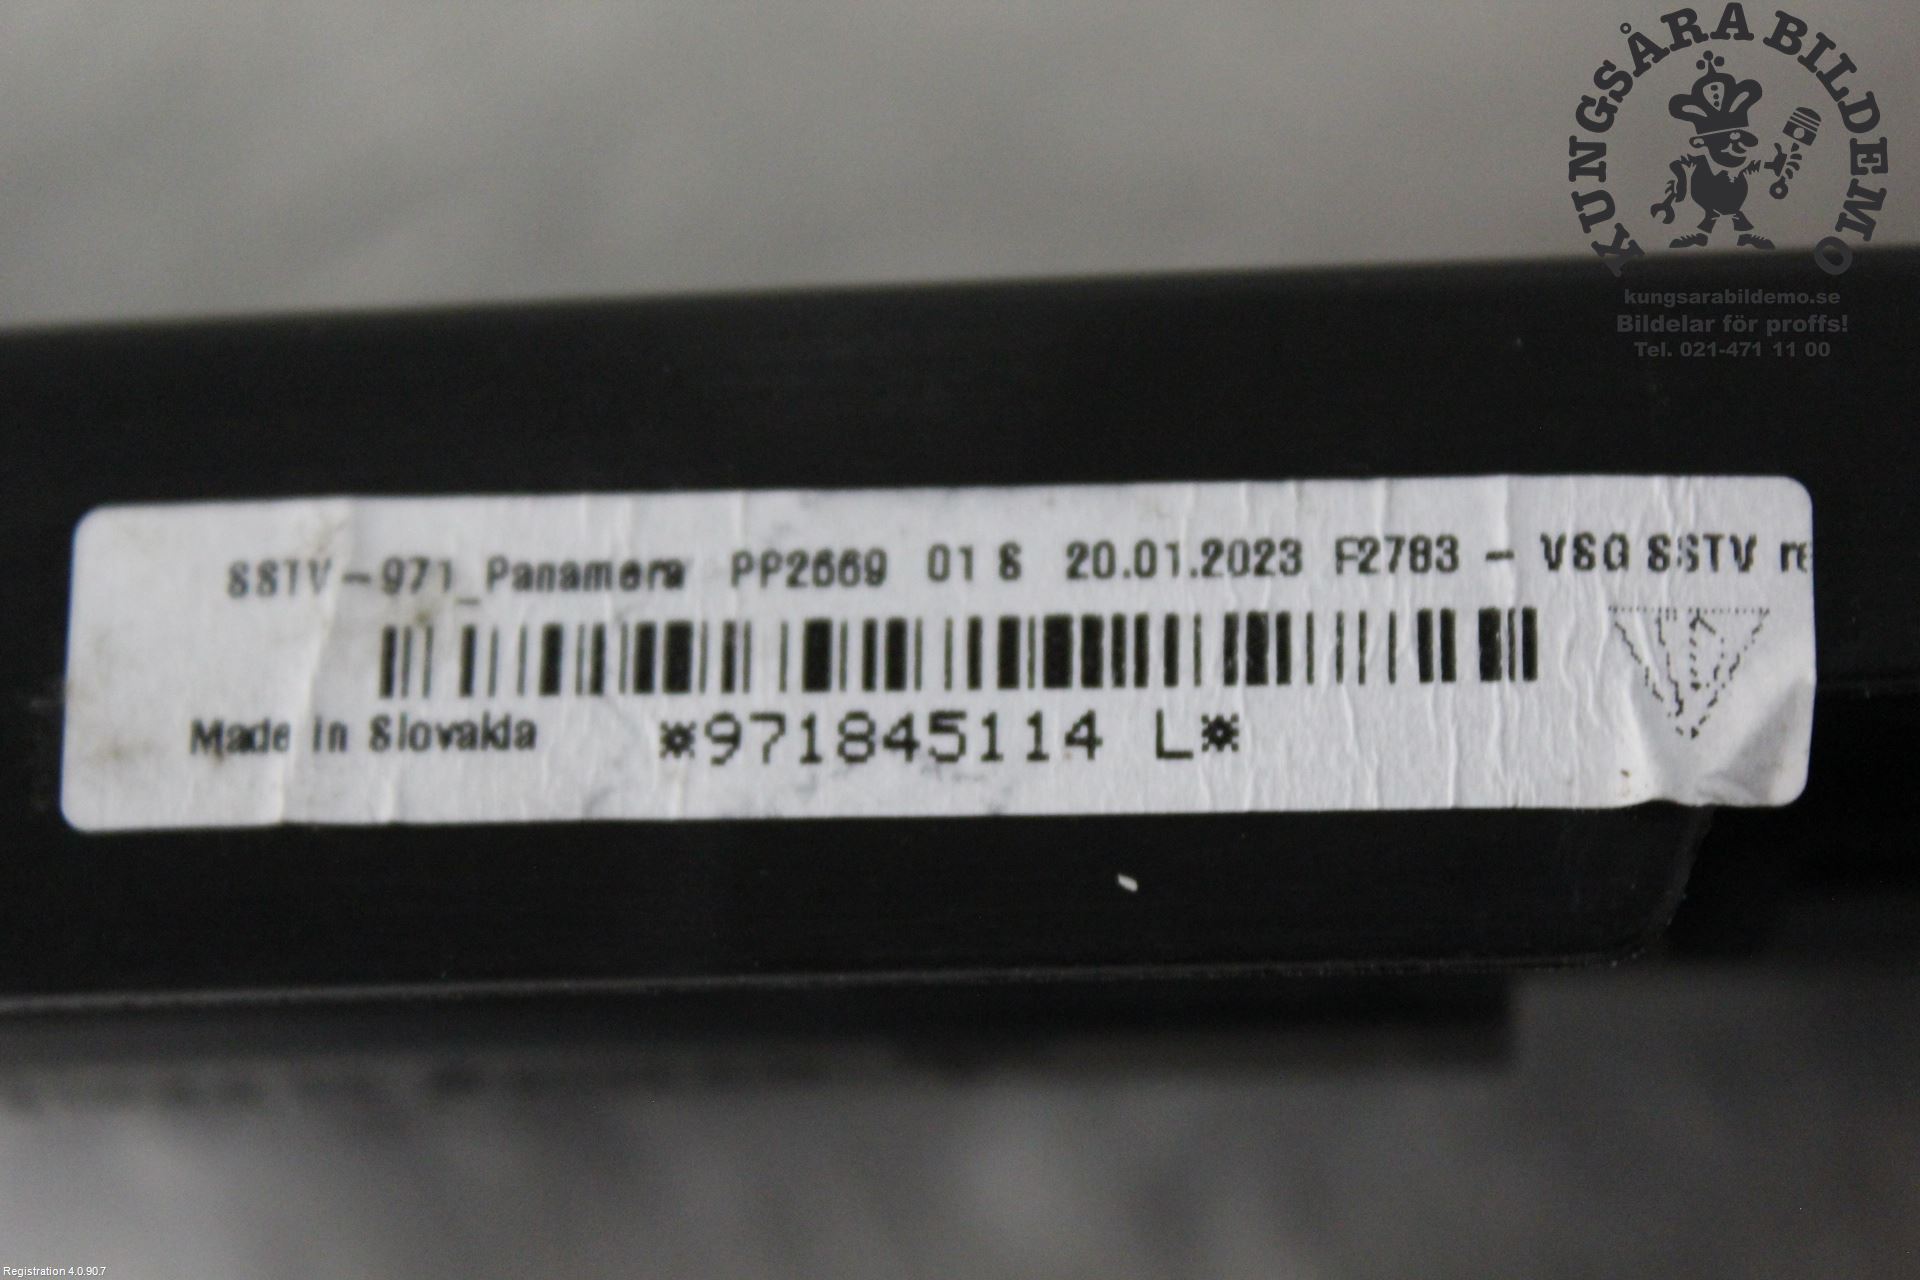 KUNGSÅRA BILDEMO
kungsarabildemo.se
Bildelar för proffs!
Tel. 021-471 11 00
SSTV-971_Panamera PP2669 01 S 20.01.2023 F2783 - VSG SSTV re
Made in Slovakia *971845114 L*
Registration 4.0.90.7